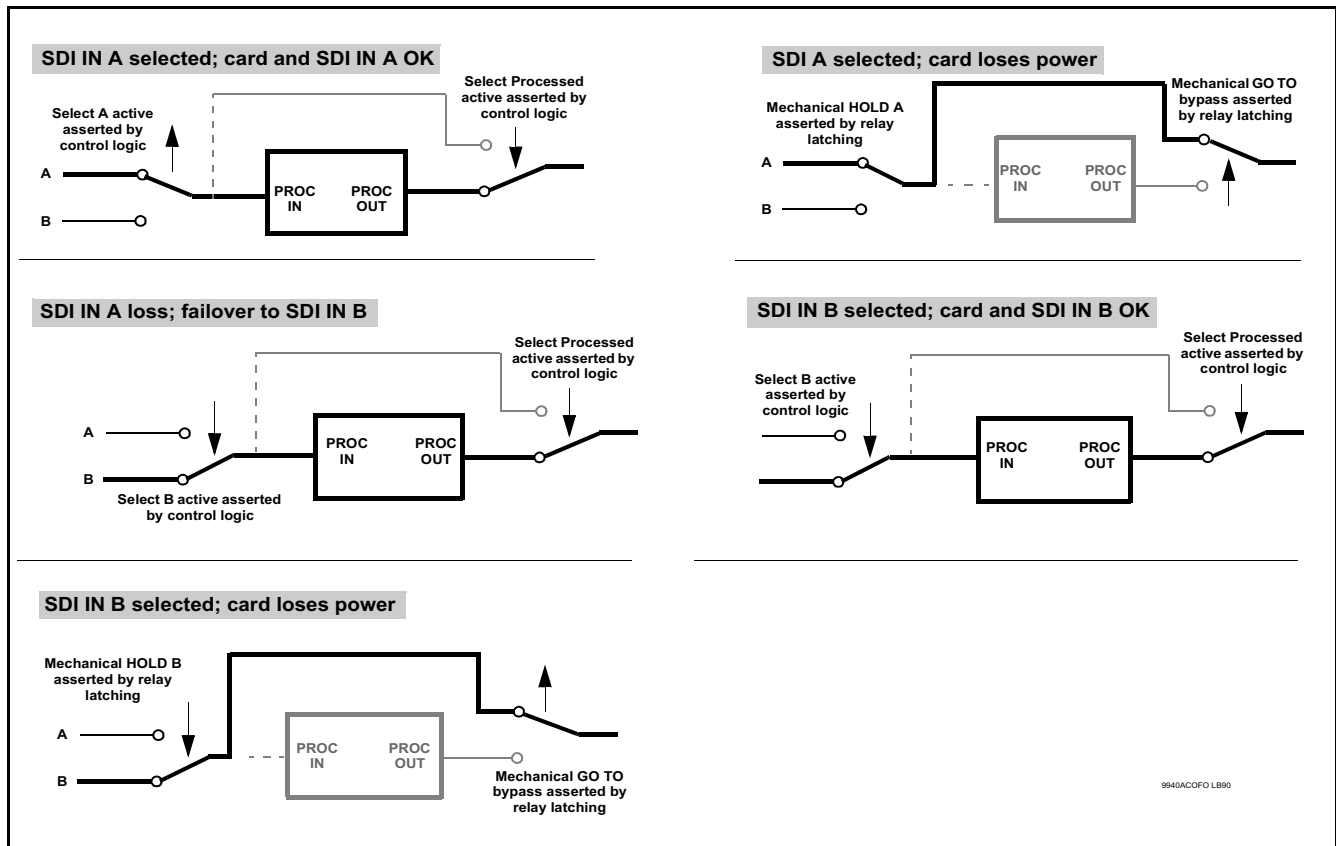 SDI IN A selected; card and SDI IN A OK
Select A active
asserted by
control logic
Select Processed
active asserted by
control logic
A
B
PROC
IN
PROC
OUT
SDI A selected; card loses power
Mechanical HOLD A
asserted by relay
latching
Mechanical GO TO
bypass asserted
by relay latching
A
B
PROC
IN
PROC
OUT
SDI IN A loss; failover to SDI IN B
Select Processed
active asserted by
control logic
A
B
PROC
IN
PROC
OUT
Select B active asserted
by control logic
SDI IN B selected; card and SDI IN B OK
Select B active
asserted by
control logic
Select Processed
active asserted by
control logic
PROC
IN
PROC
OUT
SDI IN B selected; card loses power
Mechanical HOLD B
asserted by relay
latching
A
B
PROC
IN
PROC
OUT
Mechanical GO TO
bypass asserted by
relay latching
9940ACOFO LB90